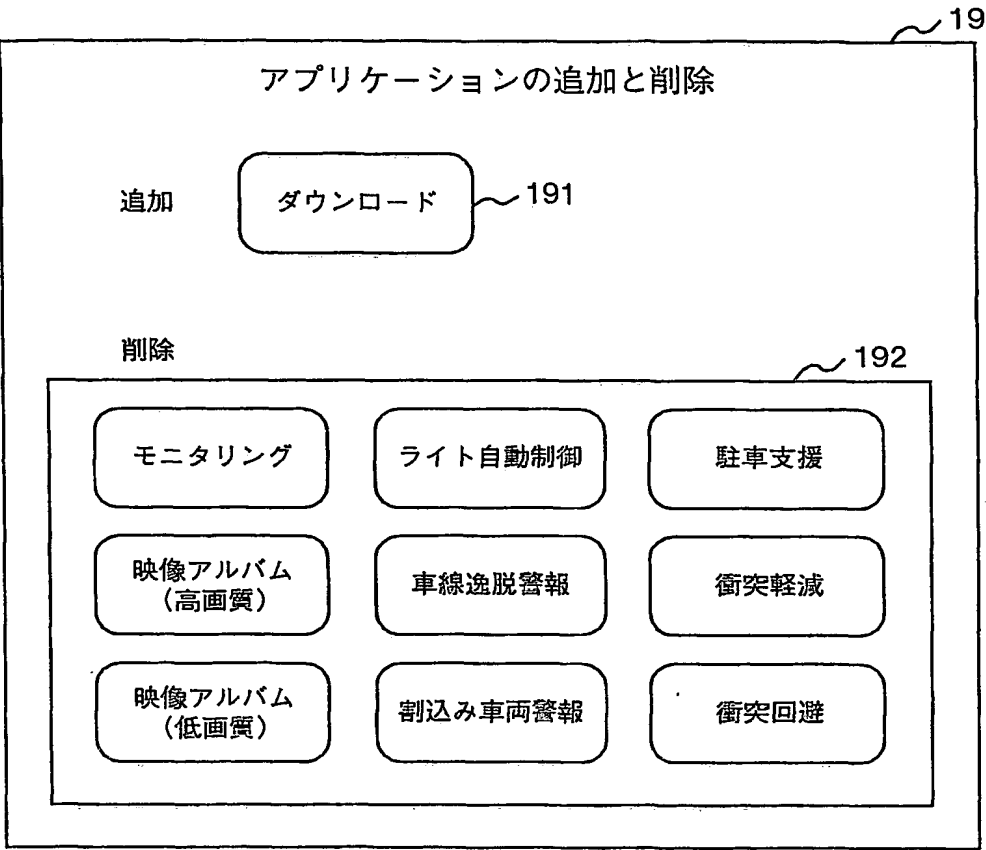 19
アプリケーションの追加と削除
追加
ダウンロード
191
削除
192
モニタリング
ライト自動制御
駐車支援
映像アルバム
（高画質）
車線逸脱警報
衝突軽減
映像アルバム
（低画質）
割込み車両警報
衝突回避